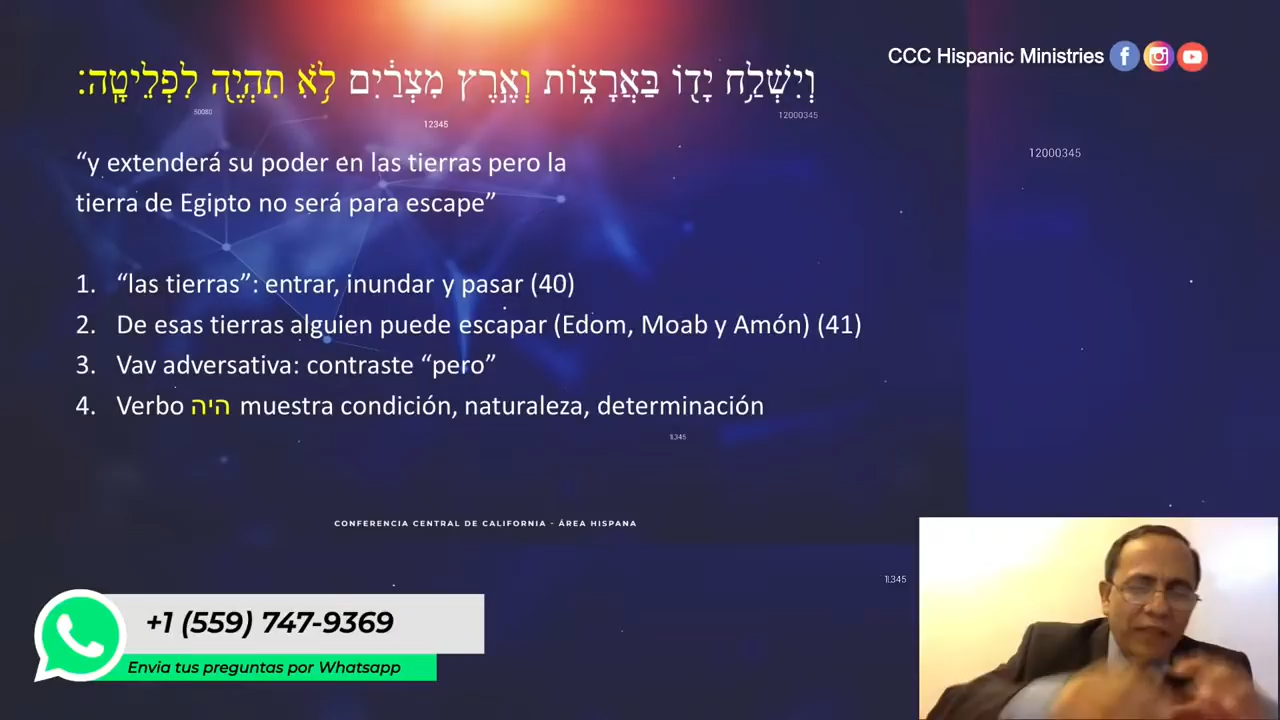 CCC Hispanic Ministries
וְיִשְׁלַ֥ח יָד֖וֹ בַּאֲרָצ֑וֹת וְאֶ֣רֶץ מִצְרַ֔יִם לֹ֥א תִהְיֶ֖ה לִפְלֵיטָֽה׃
50080
12345
12000345
12000345
“y extenderá su poder en las tierras pero la
tierra de Egipto no será para escape”
1. “las tierras”: entrar, inundar y pasar (40)
2. De esas tierras alguien puede escapar (Edom, Moab y Amón) (41)
3. Vav adversativa: contraste “pero”
4. Verbo היה muestra condición, naturaleza, determinación
CONFERENCIA CENTRAL DE CALIFORNIA - ÁREA HISPANA
+1 (559) 747-9369
Envia tus preguntas por Whatsapp